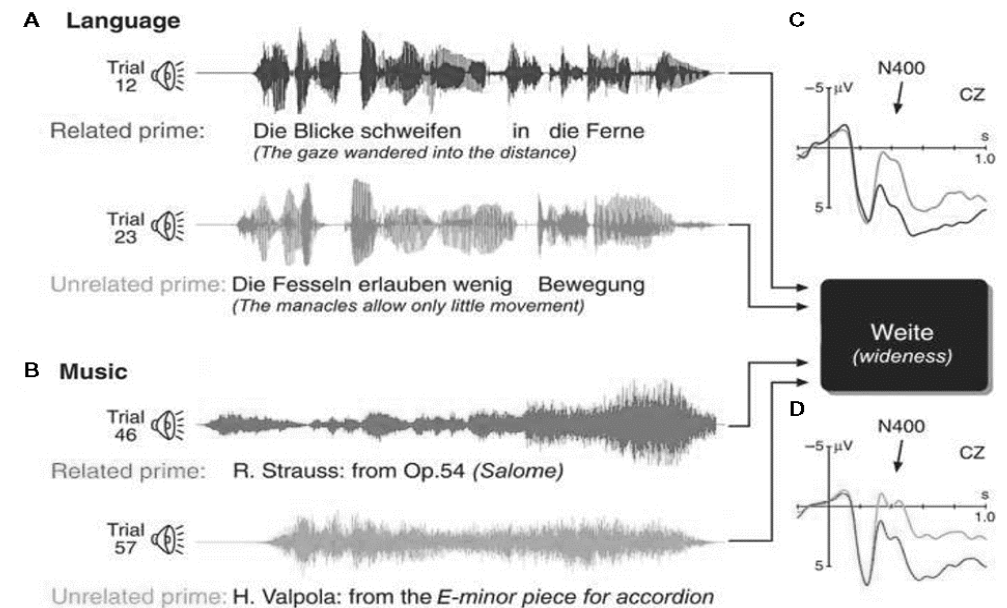 A Language
Trial
12
Related prime: Die Blicke schweifen in die Ferne
(The gaze wandered into the distance)
Trial
23
Unrelated prime: Die Fesseln erlauben wenig Bewegung
(The manacles allow only little movement)
B Music
Trial
46
Related prime: R. Strauss: from Op.54 (Salome)
Trial
57
Unrelated prime: H. Valpola: from the E-minor piece for accordion
C
N400
-5 µV
CZ
s
1.0
5
Weite
(wideness)
D
N400
-5
µV
CZ
s
1.0
5